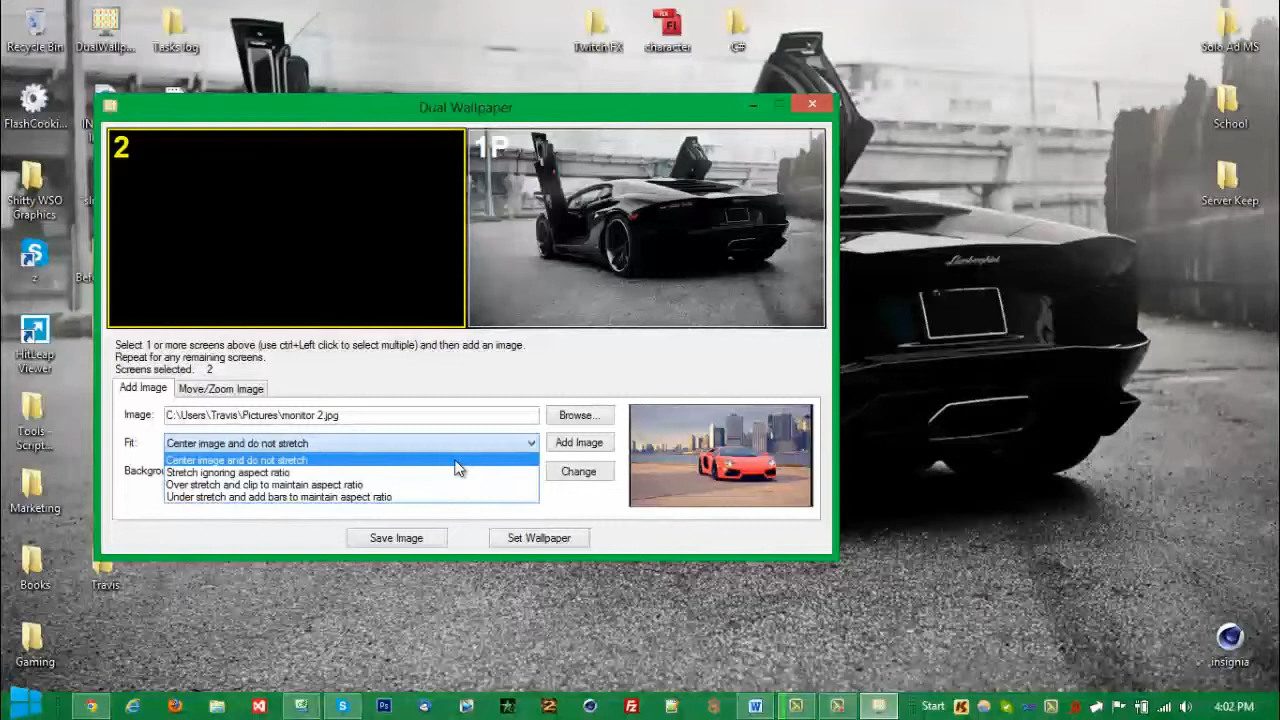 Recycle Bin
DualWallp...
Tasks log
Twitch FX
character
C#
Solo Ad MS
FlashCooki...
School
Shitty WSO
Graphics
Server Keep
z
HitLeap
Viewer
Tools -
Script...
Marketing
Books
Travis
Gaming
.insignia
Lamborghini
Dual Wallpaper
2
1P
Select 1 or more screens above (use ctrl+Left click to select multiple) and then add an image.
Repeat for any remaining screens.
Screens selected: 2
Add Image
Move/Zoom Image
Image:
C:\Users\Travis\Pictures\monitor 2.jpg
Browse...
Fit:
Center image and do not stretch
Add Image
Center image and do not stretch
Backgrou
Stretch ignoring aspect ratio
Change
Over stretch and clip to maintain aspect ratio
Under stretch and add bars to maintain aspect ratio
Save Image
Set Wallpaper
Start
4:02 PM